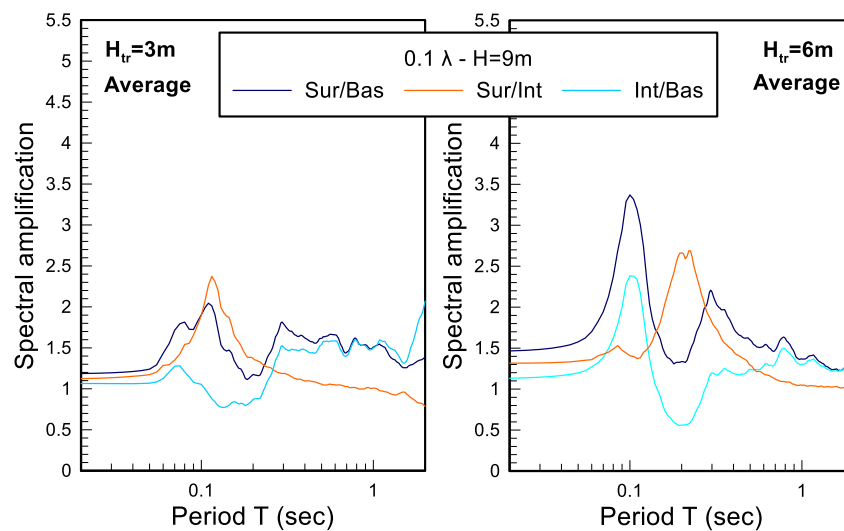 H_tr=3m
Average
0.1 λ - H=9m
Sur/Bas
Sur/Int
Int/Bas
H_tr=6m
Average
Spectral amplification
5.5
5
4.5
4
3.5
3
2.5
2
1.5
1
0.5
0
0.1
1
Period T (sec)
Spectral amplification
5.5
5
4.5
4
3.5
3
2.5
2
1.5
1
0.5
0
0.1
1
Period T (sec)